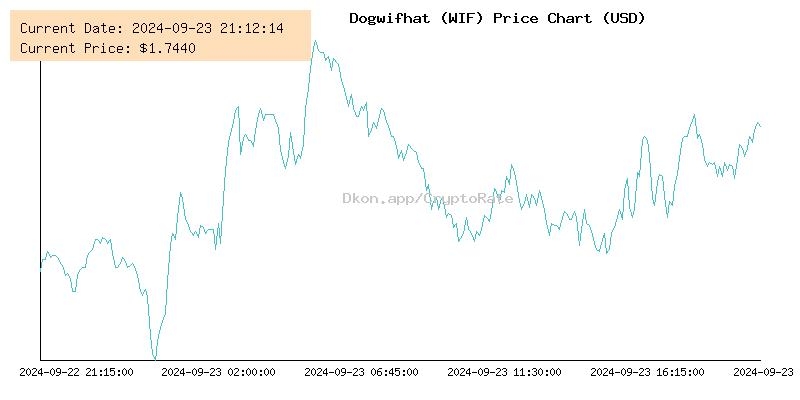 Dogwifhat (WIF) Price Chart (USD)
Current Date: 2024-09-23 21:12:14
Current Price: $1.7440
Dkon.app/CryptoRate
2024-09-22 21:15:00 2024-09-23 02:00:00 2024-09-23 06:45:00 2024-09-23 11:30:00 2024-09-23 16:15:00 2024-09-23